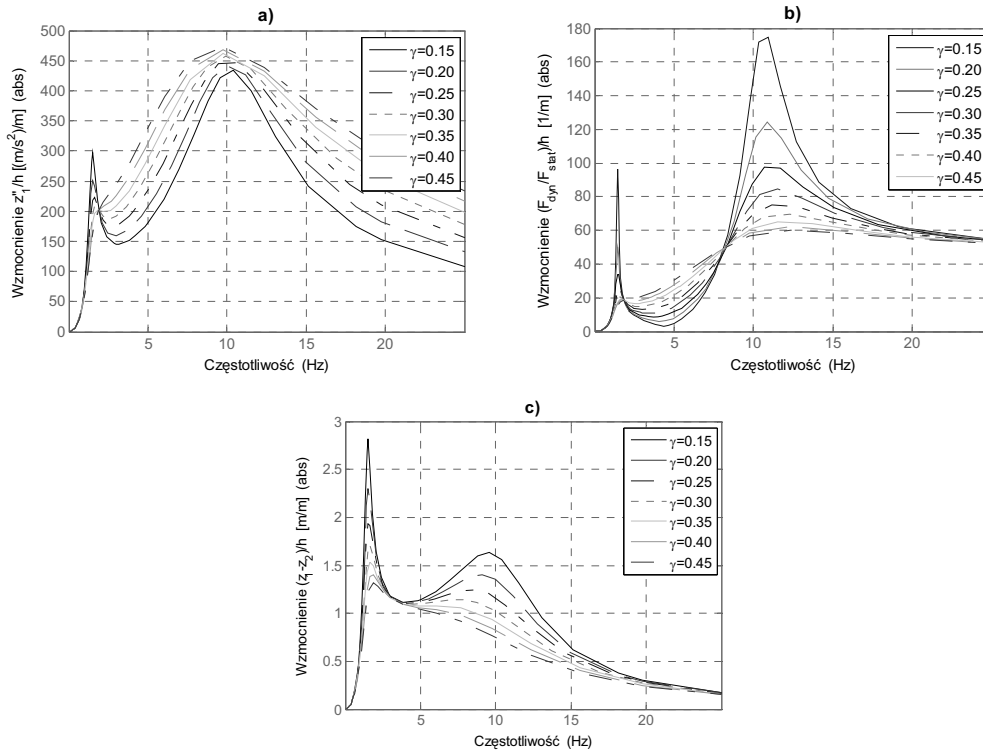 a)
500
450
400
350
300
250
200
150
100
50
0
5
10
15
20
Wzmocnienie z"1/h [(m/s²)/m] (abs)
Częstotliwość (Hz)
γ=0.15
γ=0.20
γ=0.25
γ=0.30
γ=0.35
γ=0.40
γ=0.45
b)
180
160
140
120
100
80
60
40
20
0
0
5
10
15
20
Wzmocnienie (Fdyn/Fstat)/h [1/m] (abs)
Częstotliwość (Hz)
γ=0.15
γ=0.20
γ=0.25
γ=0.30
γ=0.35
γ=0.40
γ=0.45
c)
3
2.5
2
1.5
1
0.5
0
5
10
15
20
Wzmocnienie (z1-z2)/h [m/m] (abs)
Częstotliwość (Hz)
γ=0.15
γ=0.20
γ=0.25
γ=0.30
γ=0.35
γ=0.40
γ=0.45